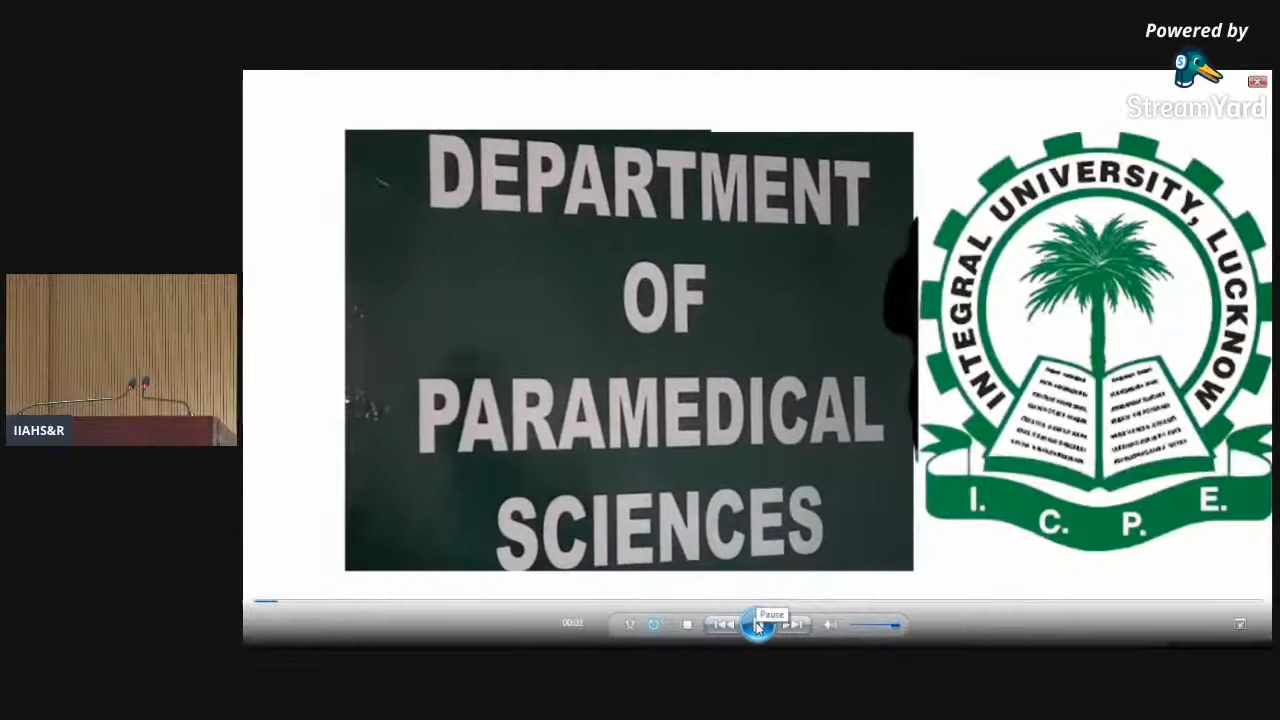 Powered by
StreamYard
DEPARTMENT
OF
PARAMEDICAL
SCIENCES
INTEGRAL UNIVERSITY, LUCKNOW
I. C. P. E.
IIAHS&R
Pause